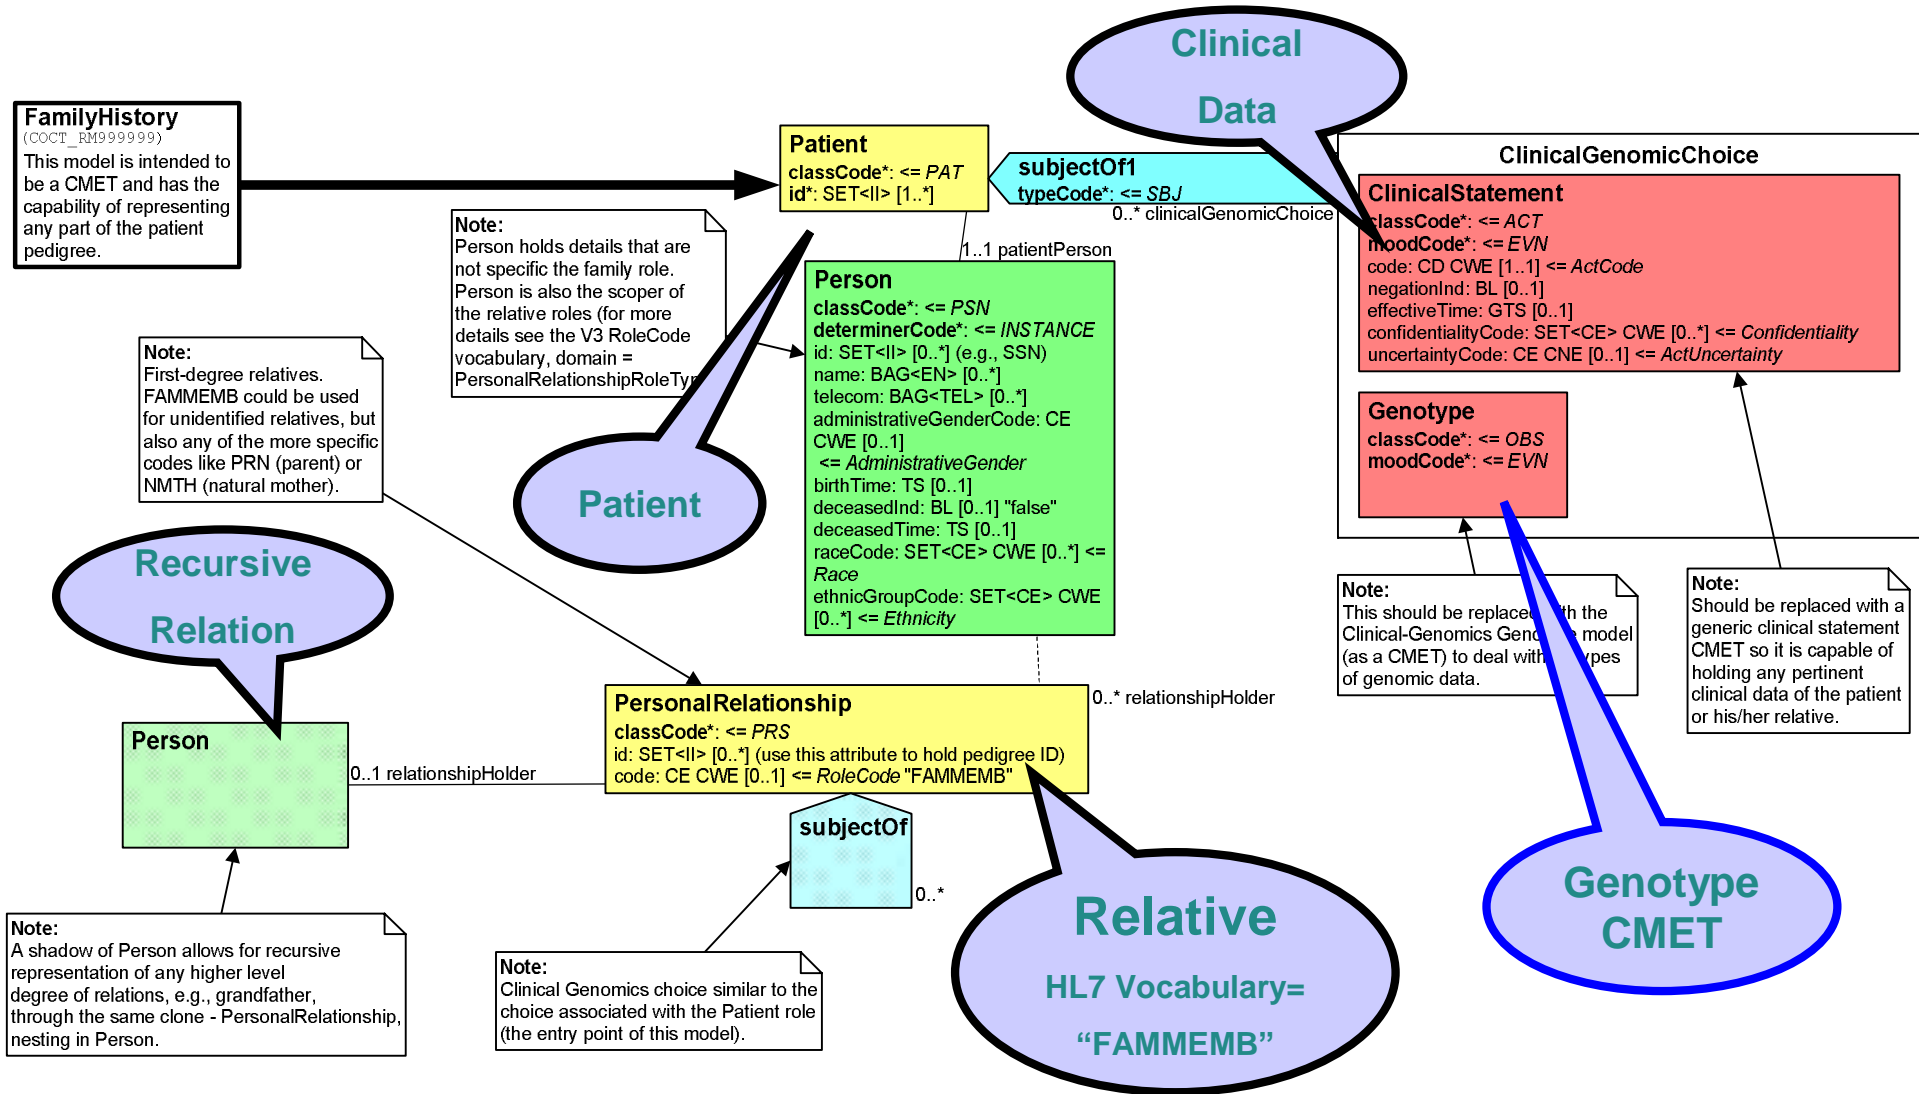 Clinical
Data
FamilyHistory
(COCT_RM999999)
This model is intended to
be a CMET and has the
capability of representing
any part of the patient
pedigree.
Patient
classCode*: <= PAT
id*: SET<II> [1..*]
subjectOf1
typeCode*: <= SBJ
0..* clinicalGenomicChoice
ClinicalGenomicChoice
ClinicalStatement
classCode*: <= ACT
moodCode*: <= EVN
code: CD CWE [1..1] <= ActCode
negationInd: BL [0..1]
effectiveTime: GTS [0..1]
confidentialityCode: SET<CE> CWE [0..*] <= Confidentiality
uncertaintyCode: CE CNE [0..1] <= ActUncertainty
Genotype
classCode*: <= OBS
moodCode*: <= EVN
Note:
Person holds details that are
not specific the family role.
Person is also the scoper of
the relative roles (for more
details see the V3 RoleCode
vocabulary, domain =
1..1 patientPerson
Person
classCode*: <= PSN
determinerCode*: <= INSTANCE
id: SET<II> [0..*] (e.g., SSN)
name: BAG<EN> [0..*]
telecom: BAG<TEL> [0..*]
administrativeGenderCode: CE
CWE [0..1]
<= AdministrativeGender
birthTime: TS [0..1]
deceasedInd: BL [0..1] "false"
deceasedTime: TS [0..1]
raceCode: SET<CE> CWE [0..*] <=
Race
ethnicGroupCode: SET<CE> CWE
[0..*] <= Ethnicity
Note:
First-degree relatives.
FAMMEMB could be used
for unidentified relatives, but
also any of the more specific
codes like PRN (parent) or
NMTH (natural mother).
Patient
Recursive
Relation
Note:
This should be replaced the
Clinical-Genomics model
(as a CMET) to deal with
of genomic data.
Note:
Should be replaced with a
generic clinical statement
CMET so it is capable of
holding any pertinent
clinical data of the patient
or his/her relative.
PersonalRelationship
classCode*: <= PRS
id: SET<II> [0..*] (use this attribute to hold pedigree ID)
code: CE CWE [0..1] <= RoleCode "FAMMEMB"
0..* relationshipHolder
Person
0..1 relationshipHolder
subjectOf
0..*
Relative
HL7 Vocabulary=
“FAMMEMB”
Genotype
CMET
Note:
A shadow of Person allows for recursive
representation of any higher level
degree of relations, e.g., grandfather,
through the same clone - PersonalRelationship,
nesting in Person.
Note:
Clinical Genomics choice similar to the
choice associated with the Patient role
(the entry point of this model).